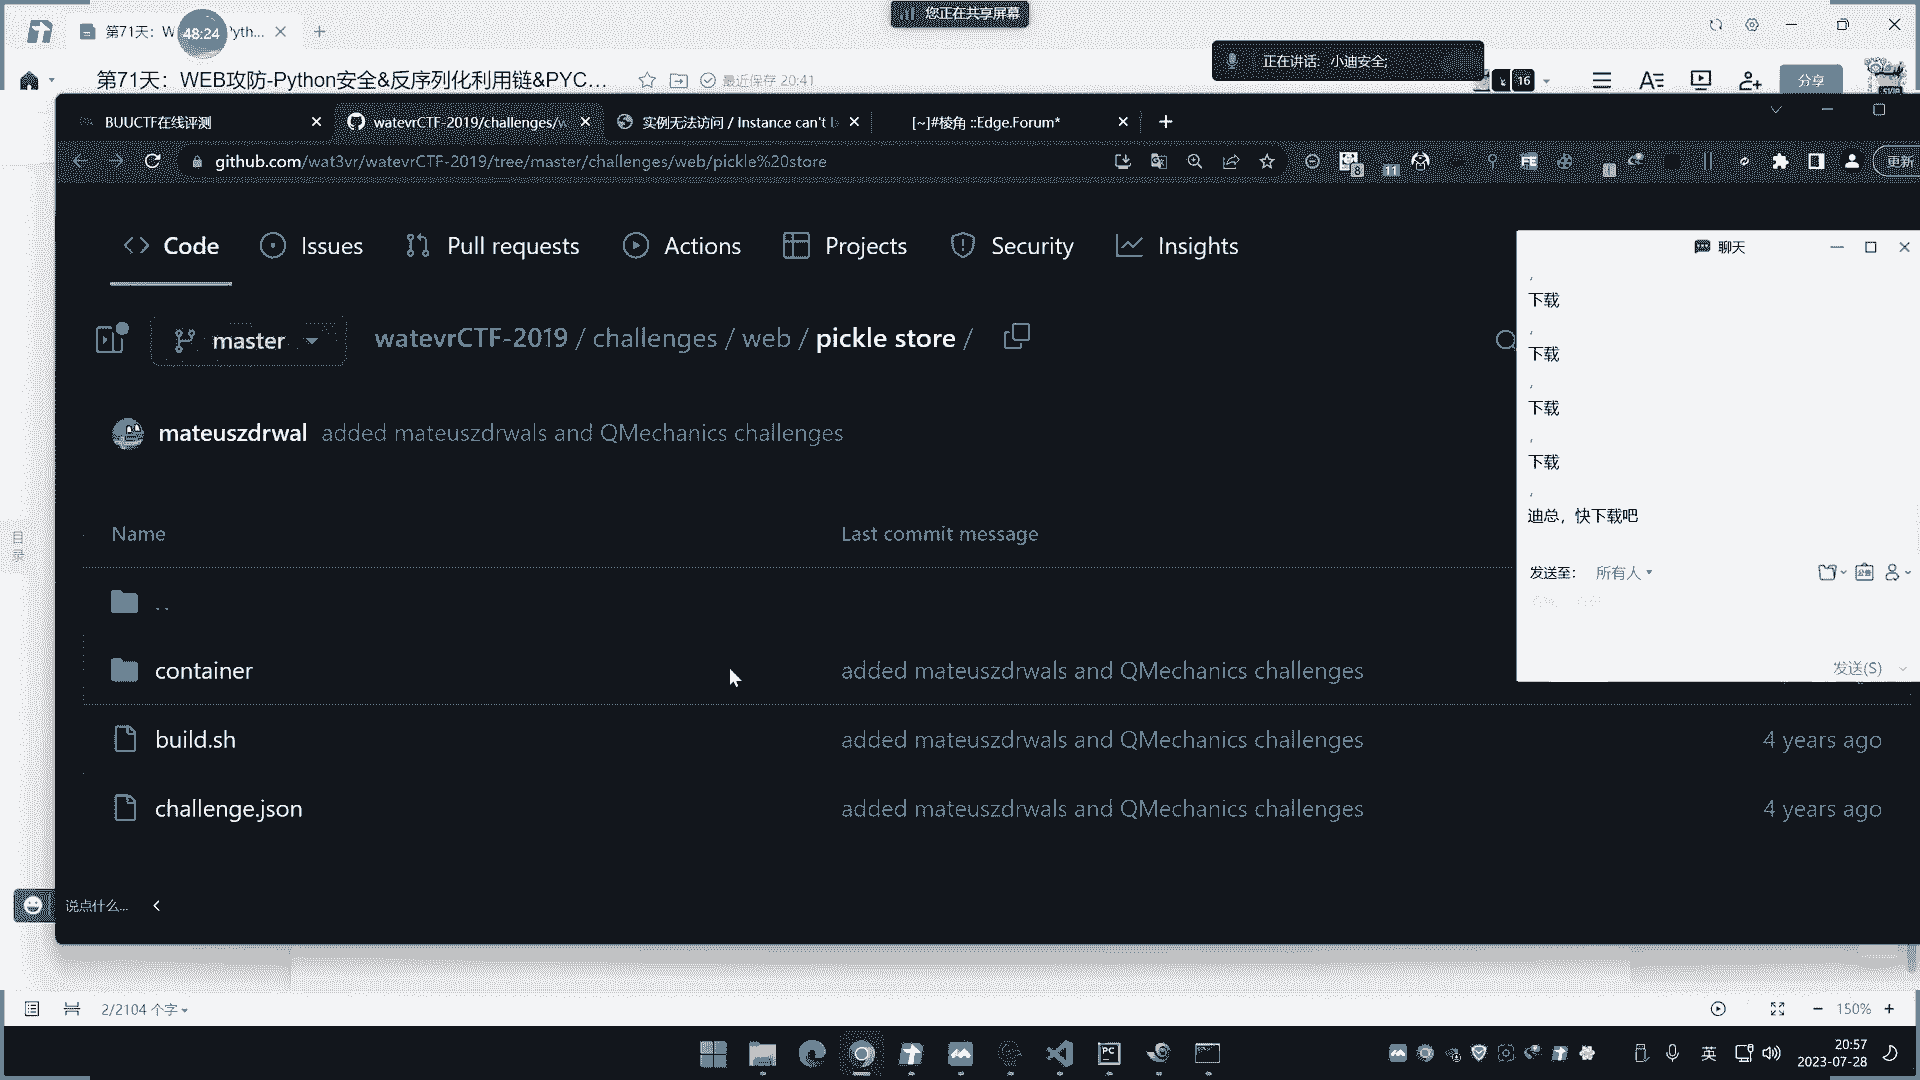 您正在共享屏幕
第71天：W
48:24
'yth...
正在讲话: 小迪安全;
第71天：WEB攻防-Python安全&反序列化利用链&PYC...
最近保存 20:41
16
分享
BUUCTF在线评测
watevrCTF-2019/challenges/w
实例无法访问 / Instance can't b
[~]#棱角 ::Edge.Forum*
github.com/wat3vr/watevrCTF-2019/tree/master/challenges/web/pickle%20store
8
11
FE
更新
Code
Issues
Pull requests
Actions
Projects
Security
Insights
聊天
,
下载
,
下载
,
下载
,
下载
,
迪总，快下载吧
master
watevrCTF-2019 / challenges / web / pickle store /
mateuszdrwal added mateuszdrwals and QMechanics challenges
Name
Last commit message
目录
..
发送至: 所有人
container
added mateuszdrwals and QMechanics challenges
发送(S)
build.sh
added mateuszdrwals and QMechanics challenges
4 years ago
challenge.json
added mateuszdrwals and QMechanics challenges
4 years ago
说点什么...
2/2104 个字
150%
PC
英
20:57
2023-07-28